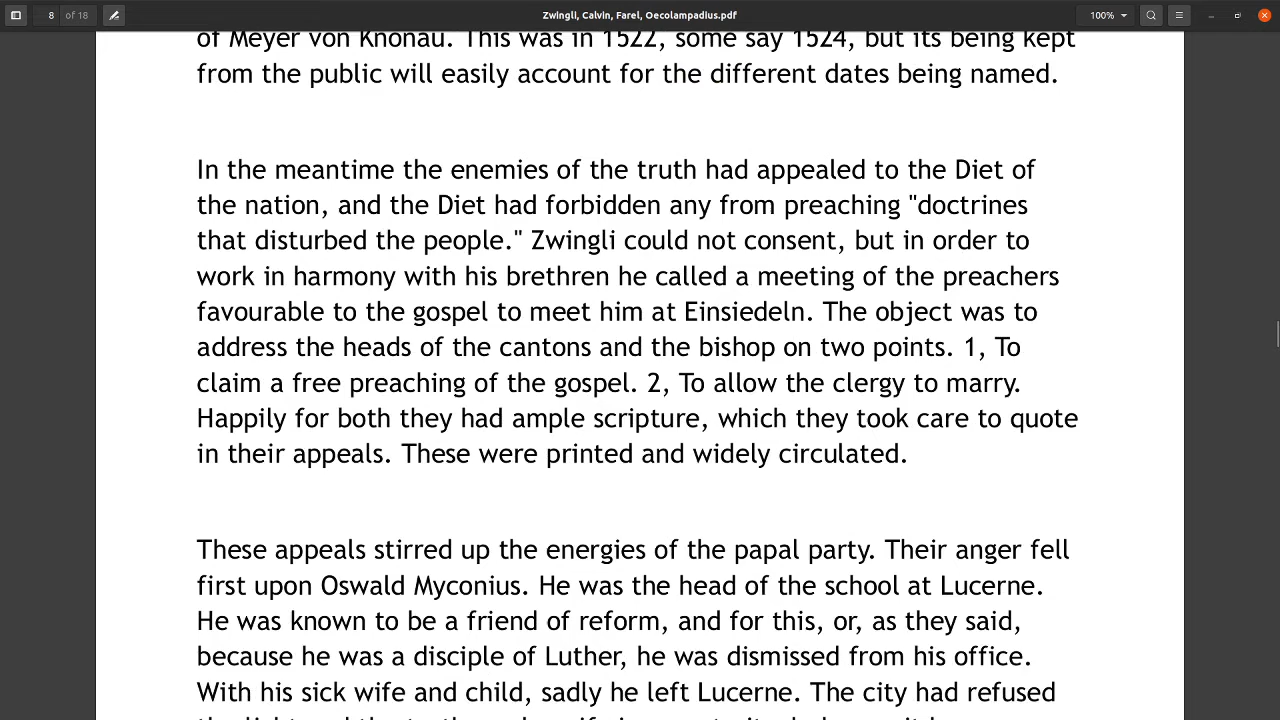 8 of 18
Zwingli, Calvin, Farel, Oecolampadius.pdf
100%
of Meyer von Knonau. This was in 1522, some say 1524, but its being kept
from the public will easily account for the different dates being named.
In the meantime the enemies of the truth had appealed to the Diet of
the nation, and the Diet had forbidden any from preaching "doctrines
that disturbed the people." Zwingli could not consent, but in order to
work in harmony with his brethren he called a meeting of the preachers
favourable to the gospel to meet him at Einsiedeln. The object was to
address the heads of the cantons and the bishop on two points. 1, To
claim a free preaching of the gospel. 2, To allow the clergy to marry.
Happily for both they had ample scripture, which they took care to quote
in their appeals. These were printed and widely circulated.
These appeals stirred up the energies of the papal party. Their anger fell
first upon Oswald Myconius. He was the head of the school at Lucerne.
He was known to be a friend of reform, and for this, or, as they said,
because he was a disciple of Luther, he was dismissed from his office.
With his sick wife and child, sadly he left Lucerne. The city had refused